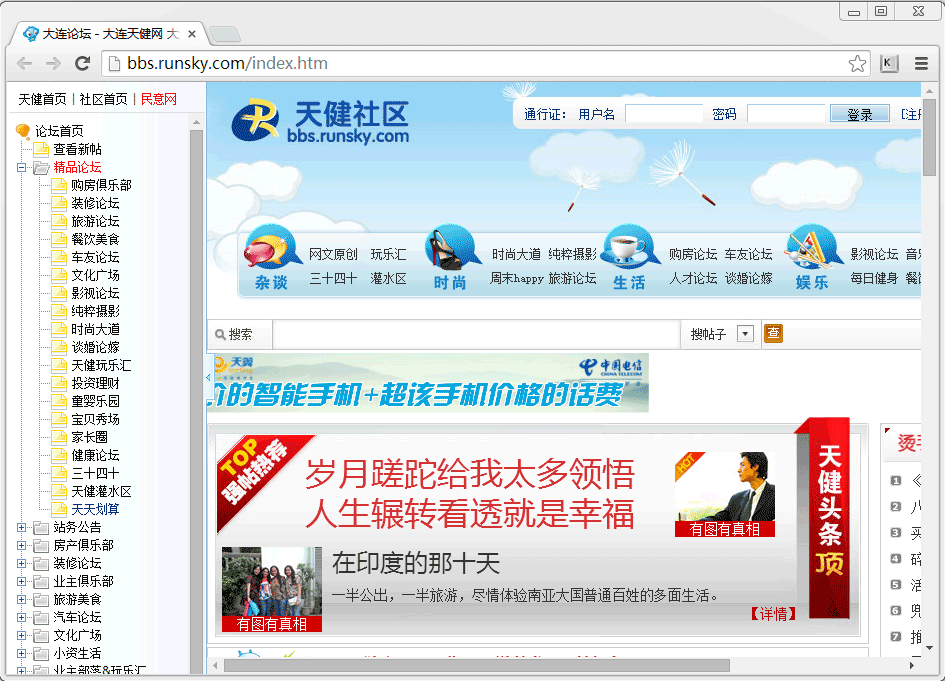 大连论坛 - 大连天健网 大
bbs.runsky.com/index.htm
天健首页 | 社区首页 | 民意网
论坛首页
查看新帖
精品论坛
购房俱乐部
装修论坛
旅游论坛
餐饮美食
车友论坛
文化广场
影视论坛
纯粹摄影
时尚大道
谈婚论嫁
天健玩乐汇
投资理财
童婴乐园
宝贝秀场
家长圈
健康论坛
三十四十
天健灌水区
天天划算
站务公告
房产俱乐部
装修论坛
业主俱乐部
旅游美食
汽车论坛
文化广场
小资生活
业主部落&玩乐汇
天健社区
bbs.runsky.com
通行证: 用户名 密码 登录 [注册
杂谈 网文原创 玩乐汇
三十四十 灌水区
时尚 时尚大道 纯粹摄影
周末happy 旅游论坛
生活 购房论坛 车友论坛
人才论坛 谈婚论嫁
娱乐 影视论坛 音
每日健身 餐
搜索 搜帖子 查
天翼
中国电信
CHINA TELECOM
价的智能手机+超该手机价格的话费
TOP
强帖热荐
岁月蹉跎给我太多领悟
人生辗转看透就是幸福
HOT
有图有真相
在印度的那十天
一半公出，一半旅游，尽情体验南亚大国普通百姓的多面生活。
【详情】
有图有真相
天健头条
顶
烫
1 《
2 八
3 买
4 碎
5 活
6 兜
7 推